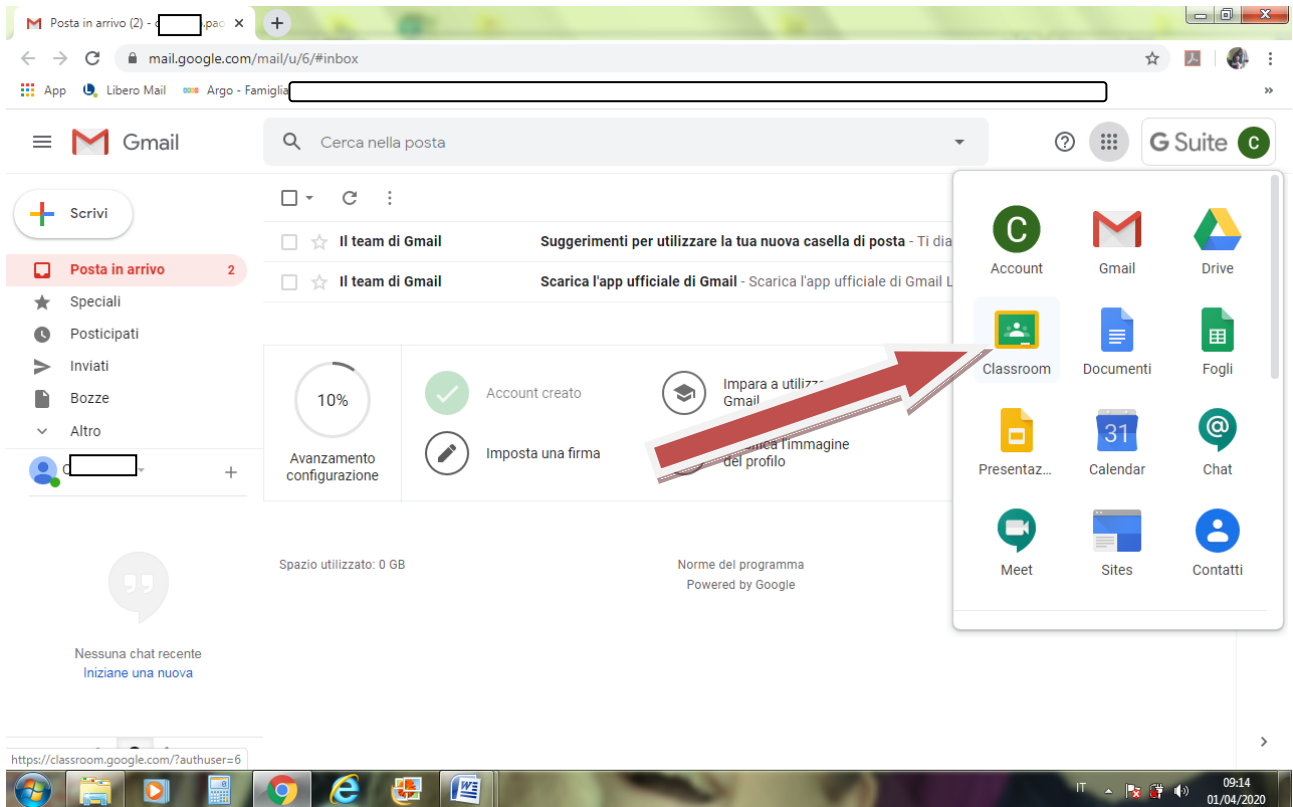 Posta in arrivo (2) - c .pao
mail.google.com/mail/u/6/#inbox
App Libero Mail Argo - Famiglia
»
Gmail
Cerca nella posta
G Suite C
Scrivi
Posta in arrivo 2
Speciali
Posticipati
Inviati
Bozze
Altro
Il team di Gmail Suggerimenti per utilizzare la tua nuova casella di posta - Ti dia
Il team di Gmail Scarica l'app ufficiale di Gmail - Scarica l'app ufficiale di Gmail L
10%
Avanzamento
configurazione
Account creato
Imposta una firma
Impara a utilizz
Gmail
l'immagine
del profilo
Spazio utilizzato: 0 GB
Norme del programma
Powered by Google
C
Account Gmail Drive
Classroom Documenti Fogli
31
Presentaz... Calendar Chat
Meet Sites Contatti
Nessuna chat recente
Iniziane una nuova
https://classroom.google.com/?authuser=6
IT
09:14
01/04/2020